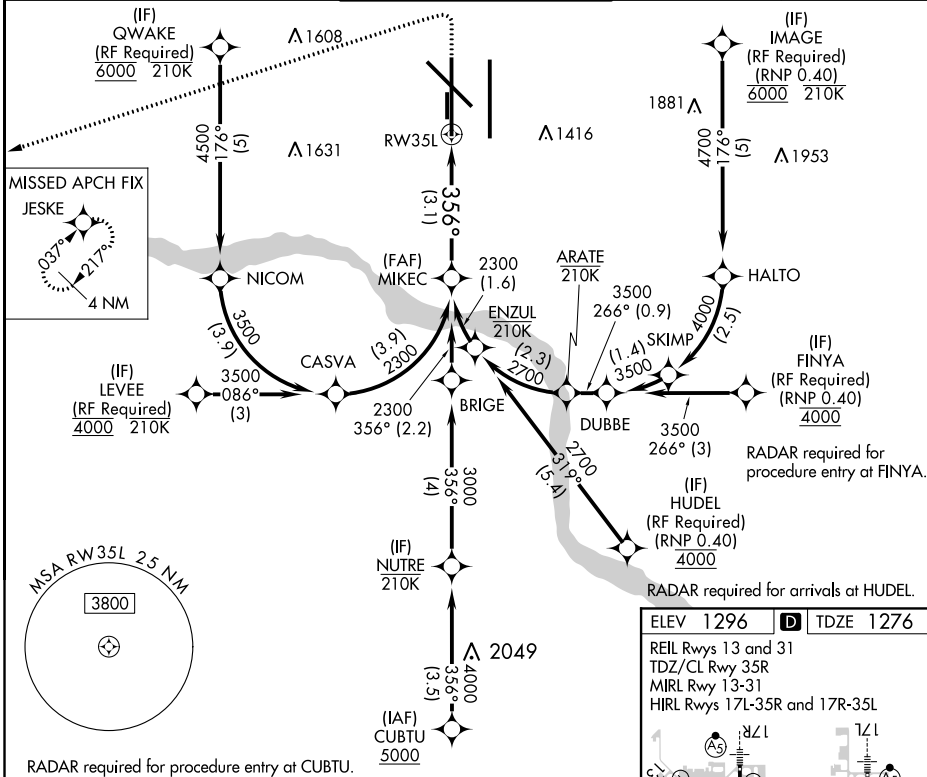 (IF)
QWAKE
(RF Required)
6000 210K
1608
(IF)
IMAGE
(RF Required)
(RNP 0.40)
6000 210K
1881
4500
176°
(5)
1631
RW35L
1416
4700
176°
(5)
1953
MISSED APCH FIX
JESKE
037°
217°
4 NM
356°
(3.1)
NICOM
(FAF)
MIKEC
2300
(1.6)
ARATE
210K
HALTO
3500
266° (0.9)
ENZUL
210K
4000
(2.5)
3500
(3.9)
CASVA
(3.9)
2300
(2.3)
2700
(1.4)
3500
SKIMP
(IF)
FINYA
(RF Required)
(RNP 0.40)
4000
(IF)
LEVEE
(RF Required)
4000 210K
3500
086°
(3)
2300
356° (2.2)
BRIGE
DUBBE
3500
266° (3)
RADAR required for
procedure entry at FINYA.
2700
319°
(5.4)
3000
356°
(4)
(IF)
HUDEL
(RF Required)
(RNP 0.40)
4000
(IF)
NUTRE
210K
RADAR required for arrivals at HUDEL.
MSA RW35L 25 NM
3800
2049
4000
356°
(3.5)
(IAF)
CUBTU
5000
RADAR required for procedure entry at CUBTU.
ELEV 1296 D TDZE 1276
REIL Rwys 13 and 31
TDZ/CL Rwy 35R
MIRL Rwy 13-31
HIRL Rwys 17L-35R and 17R-35L
17R
17L
A5